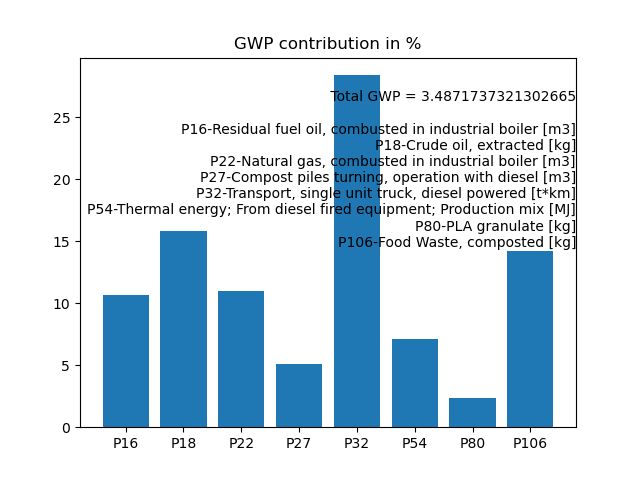 GWP contribution in %
Total GWP = 3.4871737321302665
P16-Residual fuel oil, combusted in industrial boiler [m3]
P18-Crude oil, extracted [kg]
P22-Natural gas, combusted in industrial boiler [m3]
P27-Compost piles turning, operation with diesel [m3]
P32-Transport, single unit truck, diesel powered [t*km]
P54-Thermal energy; From diesel fired equipment; Production mix [MJ]
P80-PLA granulate [kg]
P106-Food Waste, composted [kg]
25
20
15
10
5
0
P16 P18 P22 P27 P32 P54 P80 P106